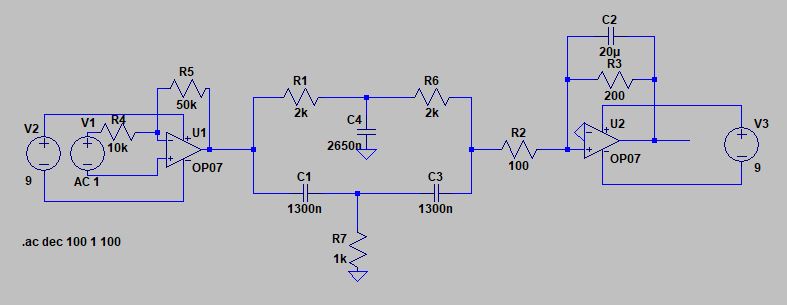 C2
20µ
R3
200
R5
50k
R1
2k
R6
2k
C4
2650n
V2
9
V1
AC 1
R4
10k
U1
OP07
R2
100
U2
OP07
V3
9
C1
1300n
C3
1300n
R7
1k
.ac dec 100 1 100